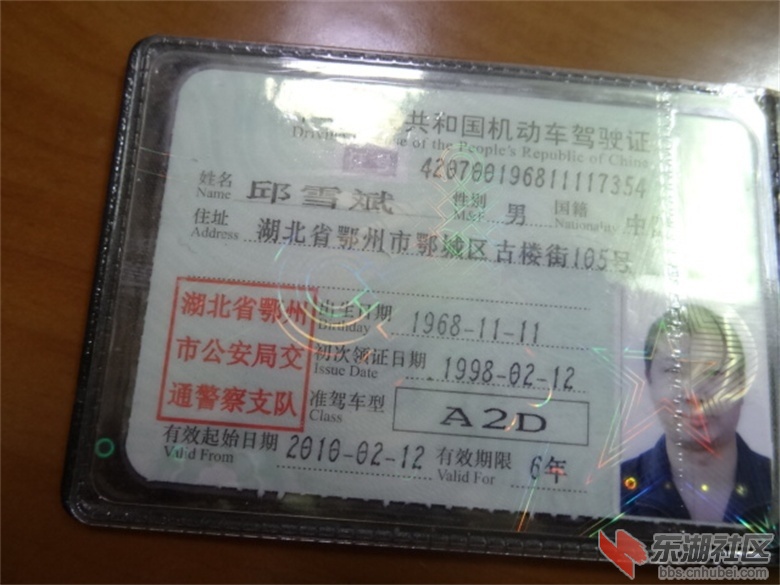 共和国机动车驾驶证
of the People's Republic of China
420700196811117354
姓名 邱雪斌 性别 男 国籍
Name M&F Nationality
住址 湖北省鄂州市鄂城区古楼街105号
Address
湖北省鄂州
市公安局交
通警察支队
出生日期 1968-11-11
Birthday
初次领证日期 1998-02-12
Issue Date
准驾车型 A2D
Class
有效起始日期 2010-02-12 有效期限 6年
Valid From Valid For
东湖社区
bbs.cnhubei.com